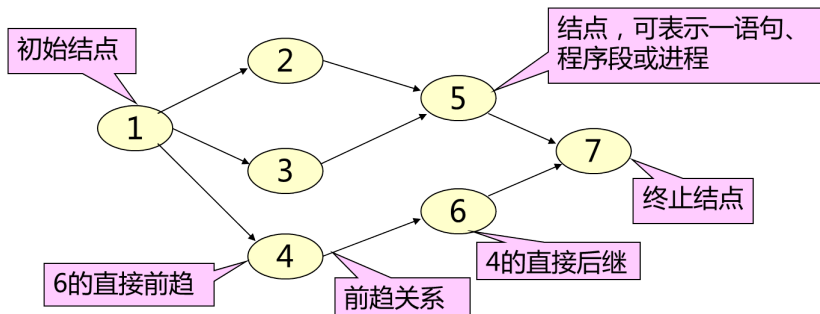 初始结点
结点，可表示一语句、
程序段或进程
2
5
1
7
3
终止结点
6
4
4的直接后继
6的直接前趋
前趋关系